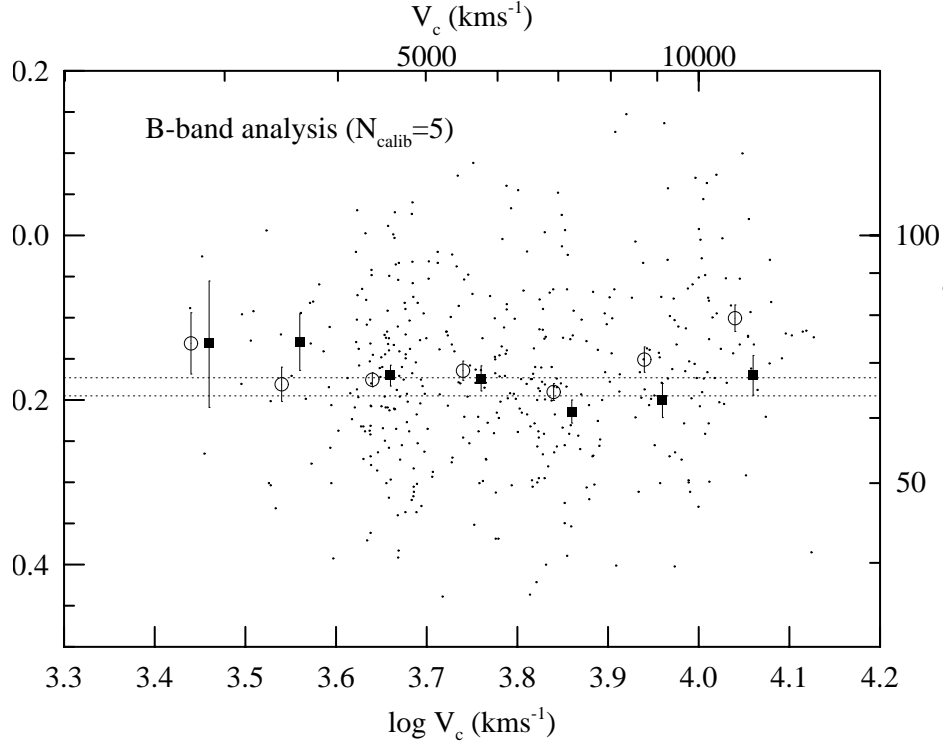 V_c (kms^-1)
5000 10000
0.2
B-band analysis (N_calib=5)
0.0 100
0.2
50
0.4
3.3 3.4 3.5 3.6 3.7 3.8 3.9 4.0 4.1 4.2
log V_c (kms^-1)